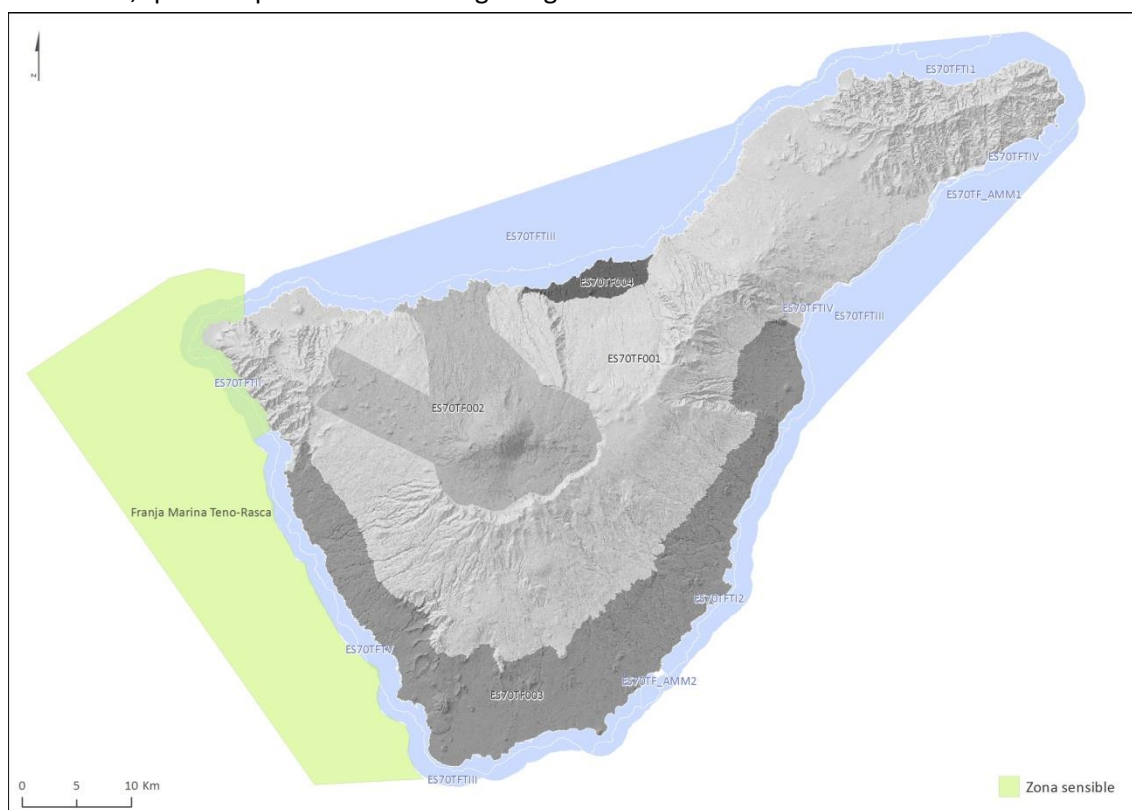 N
ES70TFTI1
ES70TFTIV
ES70TF_AMM1
ES70TFTIII
ES70TF004
ES70TFTIV
ES70TFTIII
ES70TF001
ES70TFTIV
ES70TF002
Franja Marina Teno-Rasca
ES70TFTI2
ES70TFTV
ES70TF_AMM2
ES70TF003
ES70TFTIII
0 5 10 Km
Zona sensible